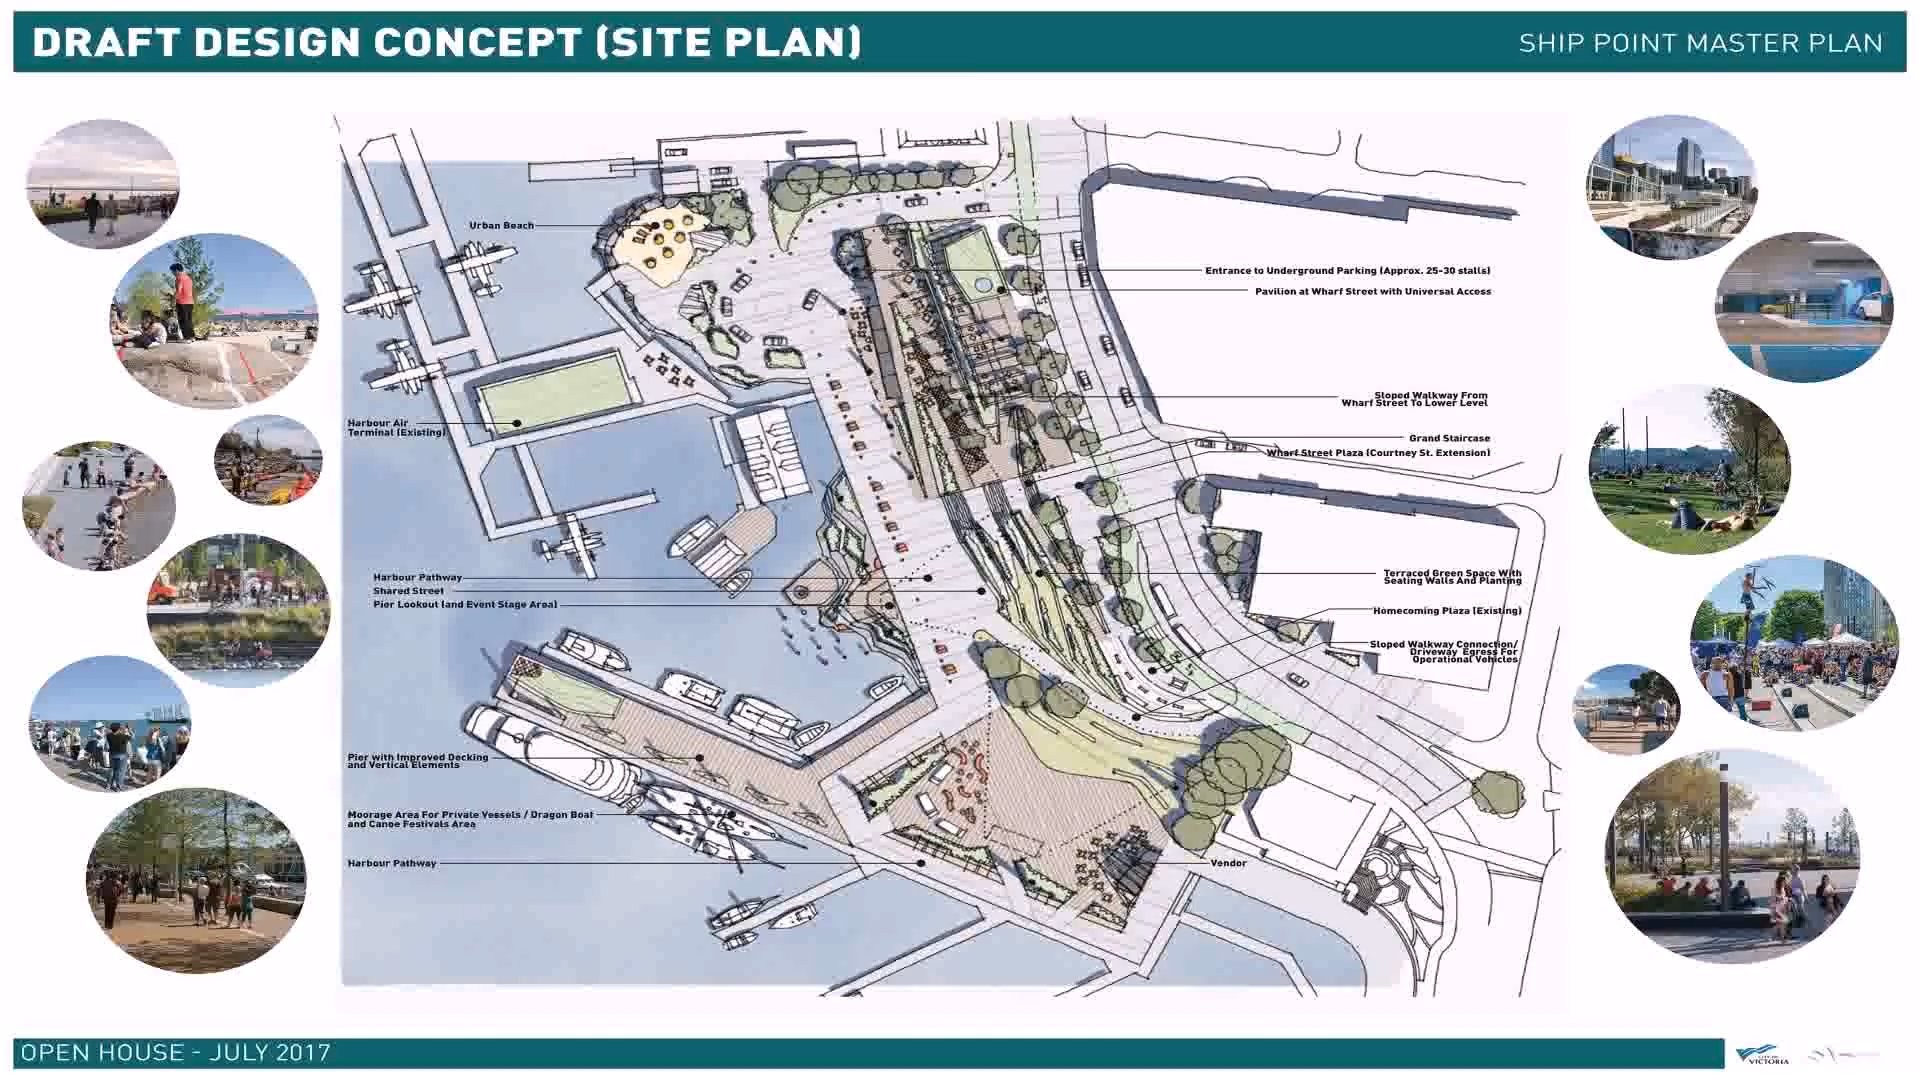 DRAFT DESIGN CONCEPT (SITE PLAN)
SHIP POINT MASTER PLAN
Urban Beach
Entrance to Underground Parking (Approx. 25-30 stalls)
Pavilion at Wharf Street with Universal Access
Sloped Walkway From
Wharf Street To Lower Level
Harbour Air
Terminal (Existing)
Grand Staircase
Wharf Street Plaza (Courtney St. Extension)
Harbour Pathway
Shared Street
Pier Lookout (and Event Stage Area)
Terraced Green Space With
Seating Walls And Planting
Homecoming Plaza (Existing)
Sloped Walkway Connection/
Driveway Egress For
Operational Vehicles
Pier with Improved Decking
and Vertical Elements
Moorage Area For Private Vessels / Dragon Boat
and Canoe Festivals Area
Harbour Pathway
Vendor
OPEN HOUSE - JULY 2017
CITY OF
VICTORIA